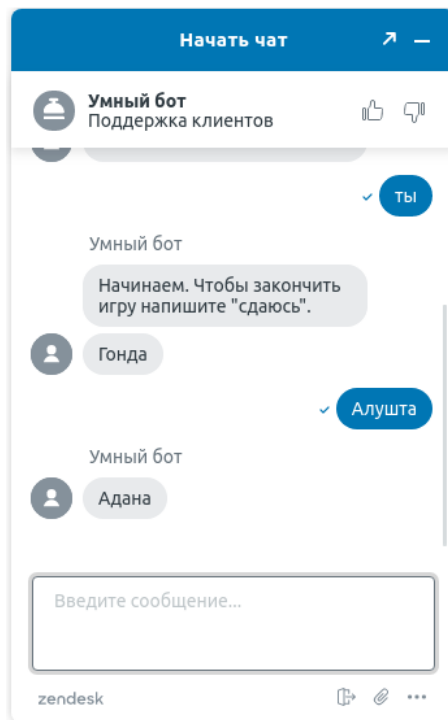 Начать чат
Умный бот
Поддержка клиентов
ты
Умный бот
Начинаем. Чтобы закончить
игру напишите "сдаюсь".
Гонда
Алушта
Умный бот
Адана
Введите сообщение...
zendesk